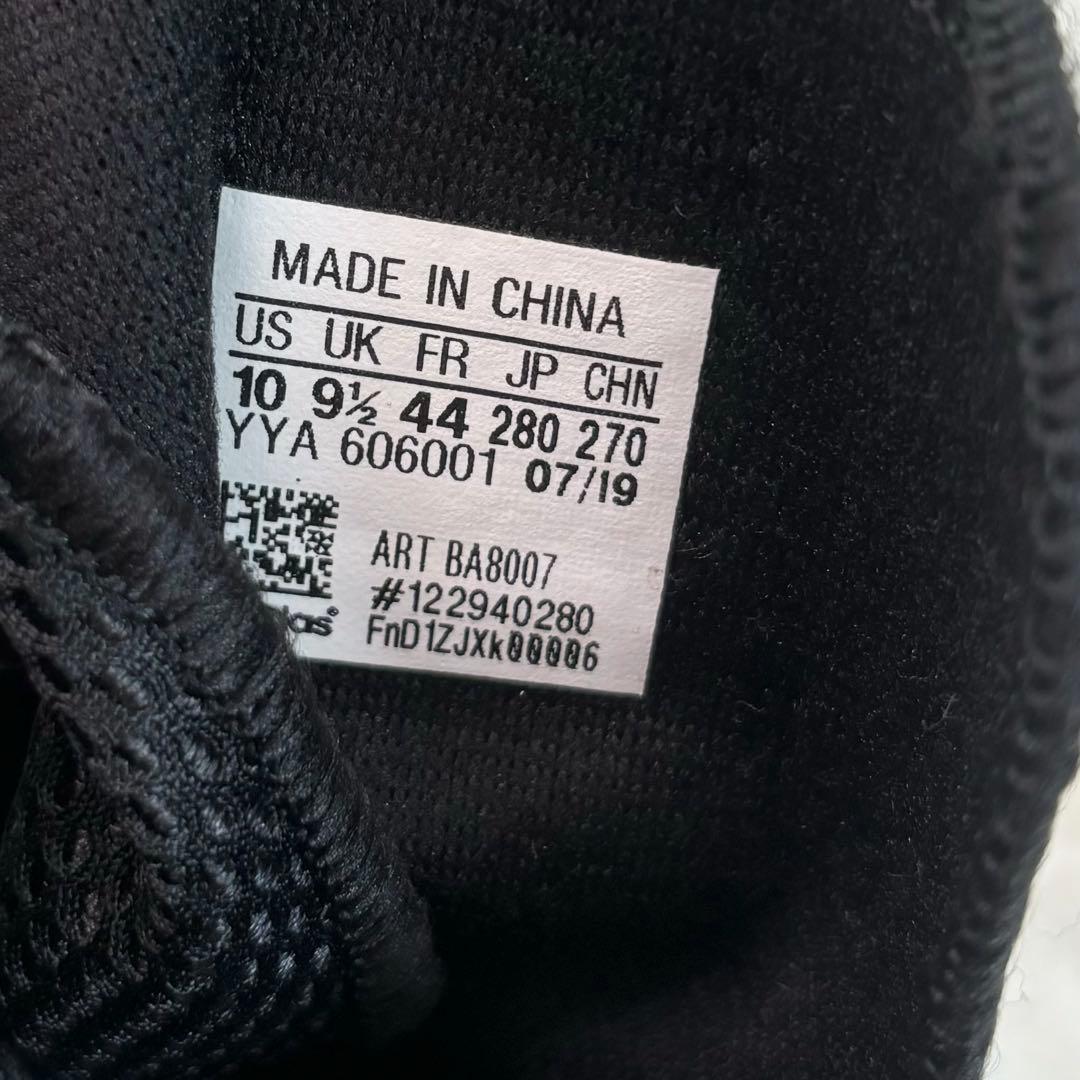 MADE IN CHINA
US UK FR JP CHN
10 9½ 44 280 270
YYA 606001 07/19
ART BA8007
#122940280
FnD1ZJXk00006